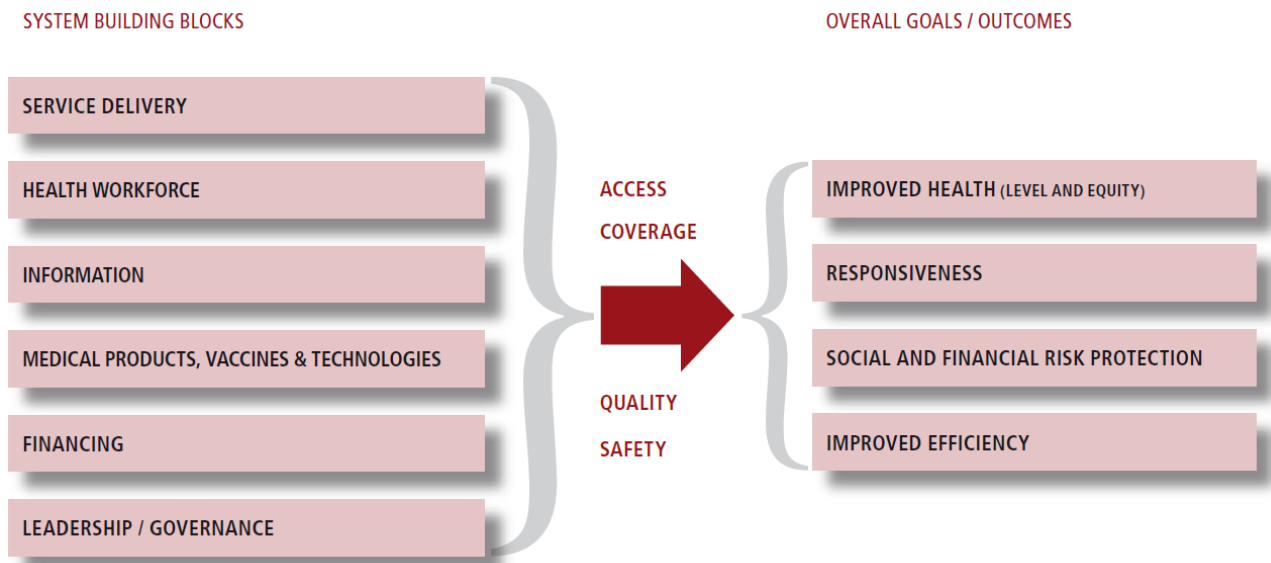 SYSTEM BUILDING BLOCKS
OVERALL GOALS / OUTCOMES
SERVICE DELIVERY
HEALTH WORKFORCE
INFORMATION
MEDICAL PRODUCTS, VACCINES & TECHNOLOGIES
FINANCING
LEADERSHIP / GOVERNANCE
ACCESS
COVERAGE
QUALITY
SAFETY
IMPROVED HEALTH (LEVEL AND EQUITY)
RESPONSIVENESS
SOCIAL AND FINANCIAL RISK PROTECTION
IMPROVED EFFICIENCY